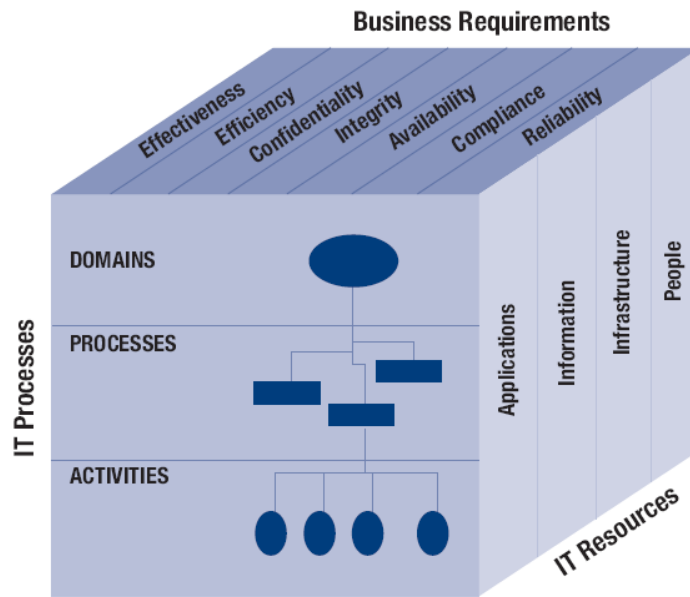 Business Requirements
Effectiveness
Efficiency
Confidentiality
Integrity
Availability
Compliance
Reliability
IT Processes
DOMAINS
PROCESSES
ACTIVITIES
Applications
Information
Infrastructure
People
IT Resources